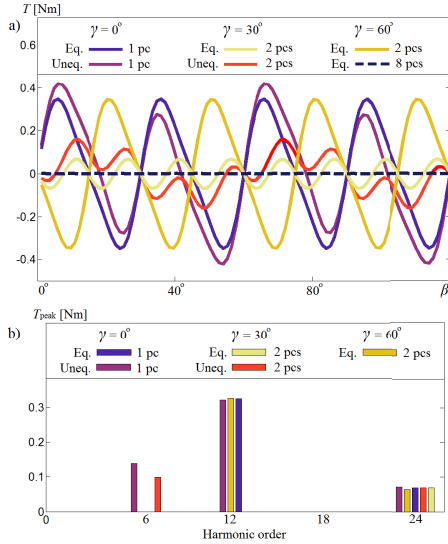 T [Nm]
a)
γ = 0° γ = 30° γ = 60°
0.6
Eq. 1 pc Eq. 2 pcs Eq. 2 pcs
Uneq. 1 pc Uneq. 2 pcs Eq. 8 pcs
0.4
0.2
0
-0.2
-0.4
0° 40° 80° β
Tpeak [Nm]
b)
γ = 0° γ = 30° γ = 60°
Eq. 1 pc Eq. 2 pcs Eq. 2 pcs
Uneq. 1 pc Uneq. 2 pcs
0.3
0.2
0.1
0
0 6 12 18 24
Harmonic order